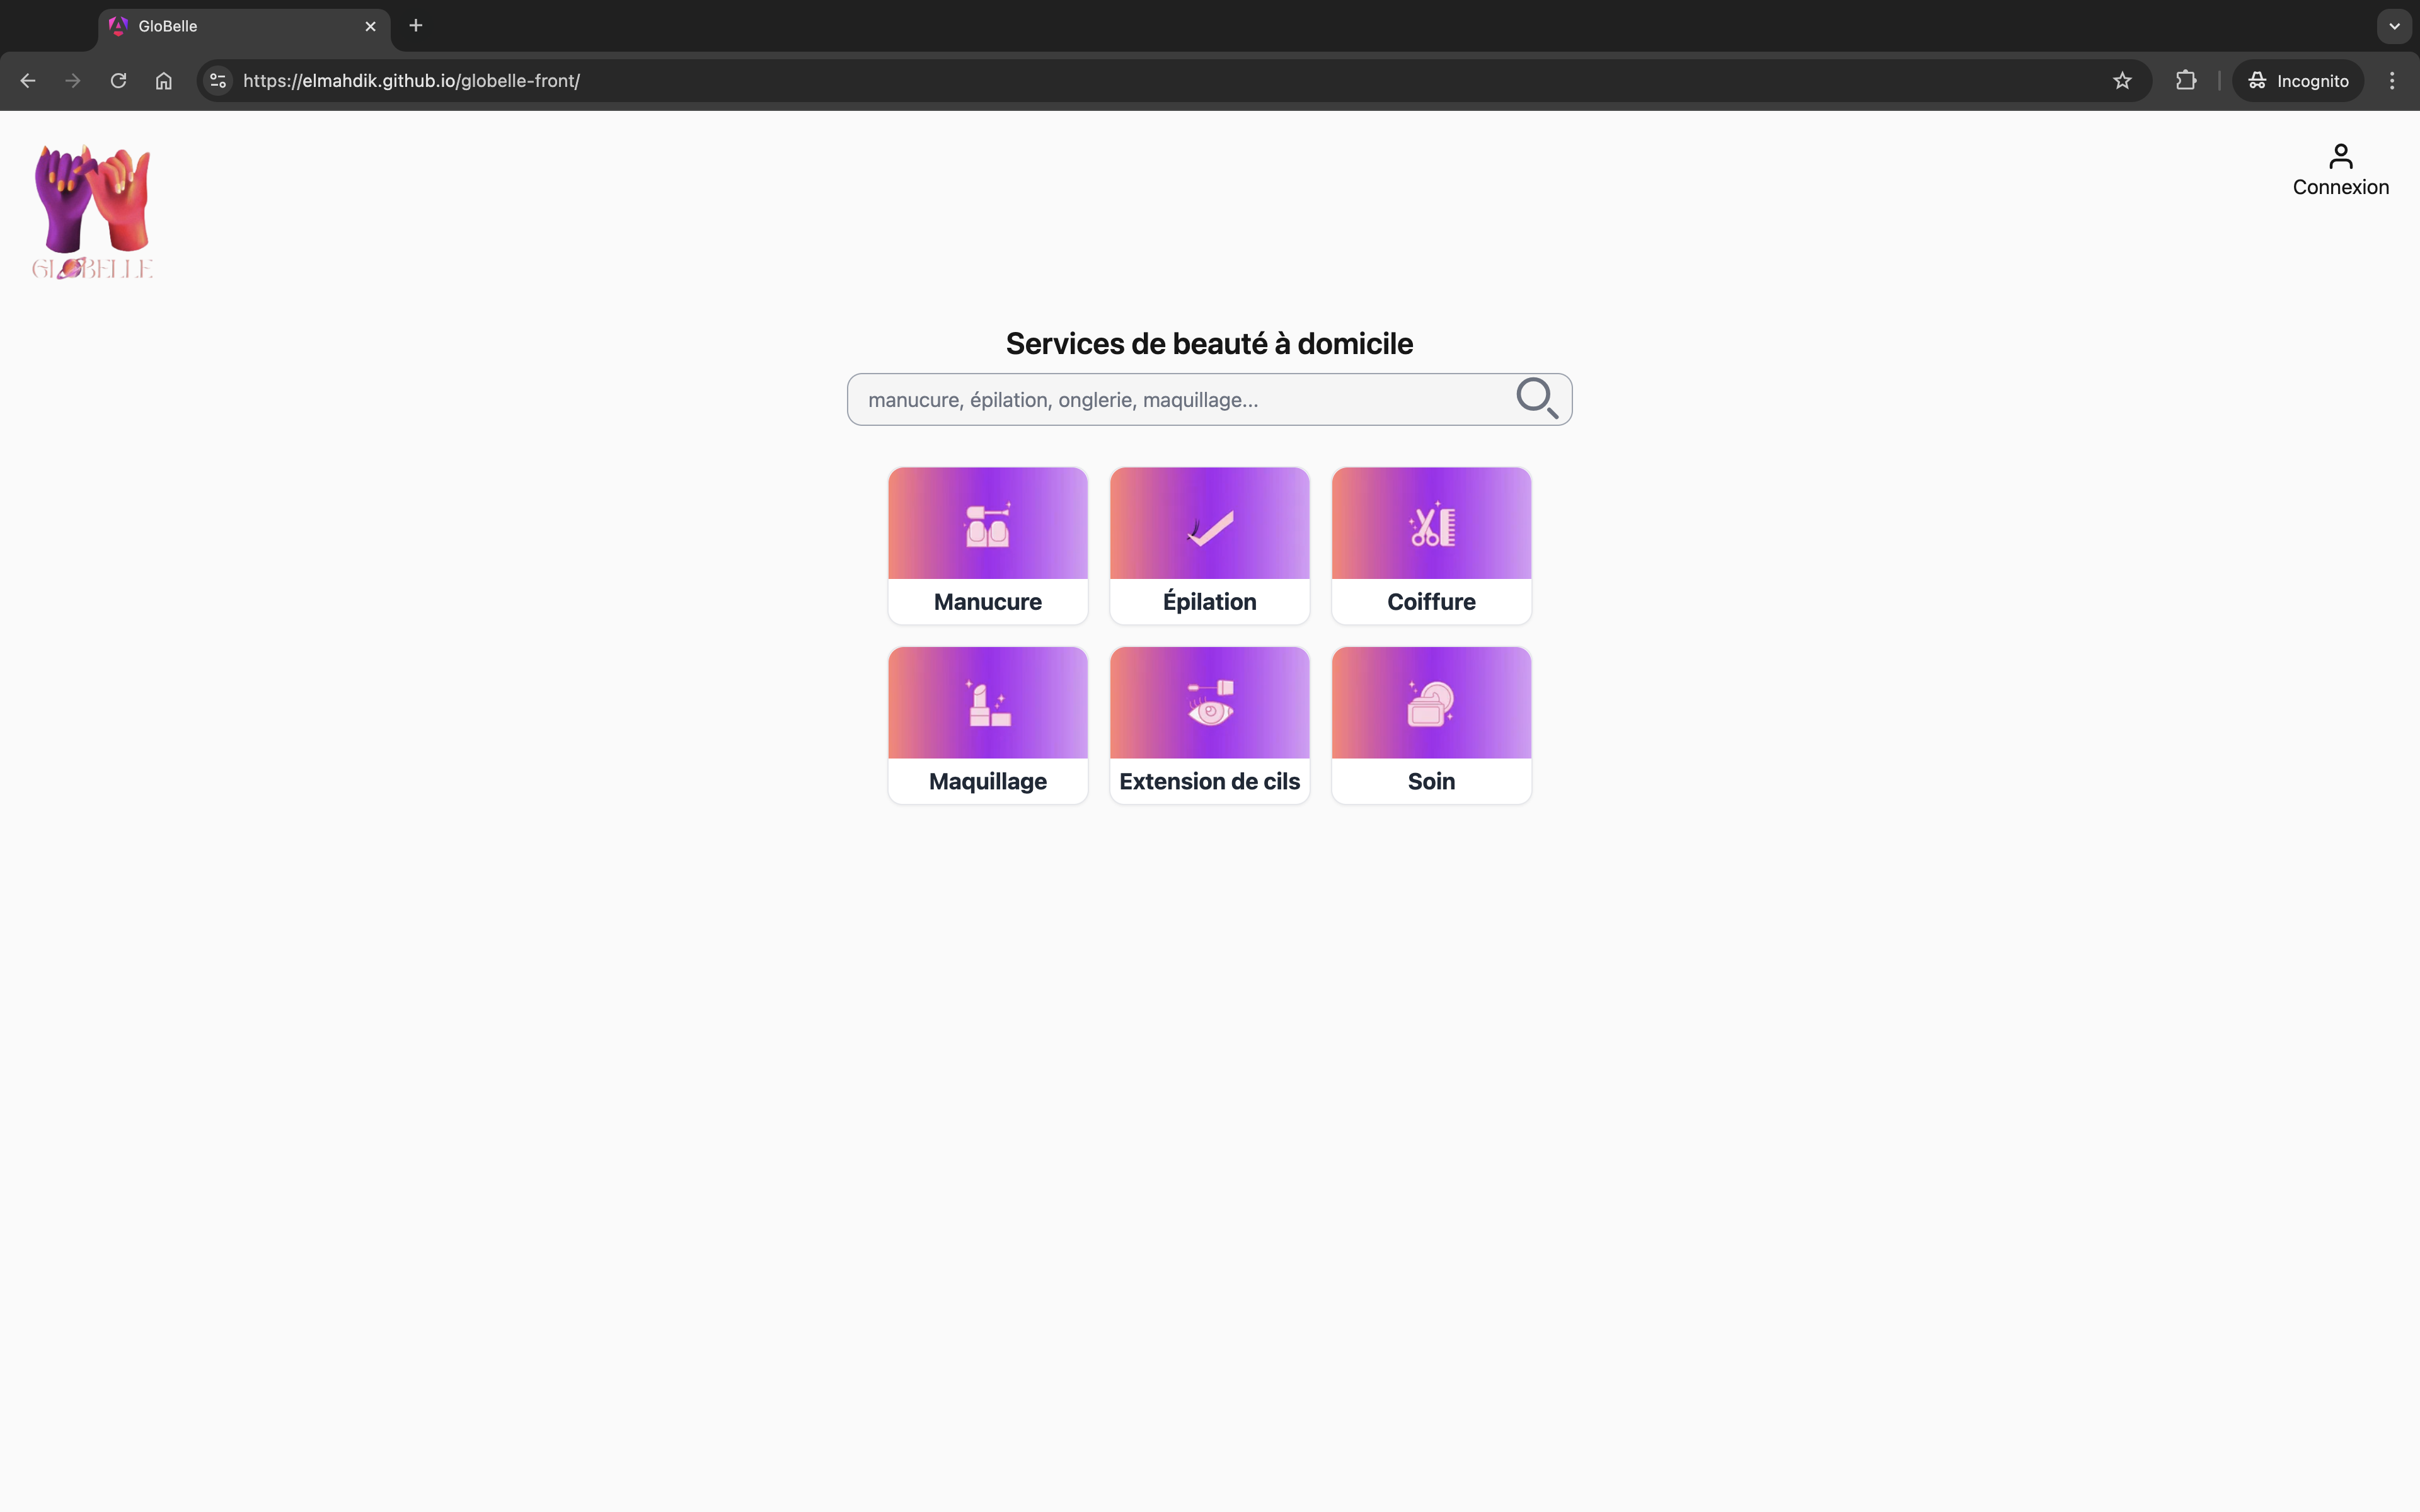 GloBelle
https://elmahdik.github.io/globelle-front/
Incognito
Connexion
GLOBELLE
Services de beauté à domicile
manucure, épilation, onglerie, maquillage...
Manucure
Épilation
Coiffure
Maquillage
Extension de cils
Soin